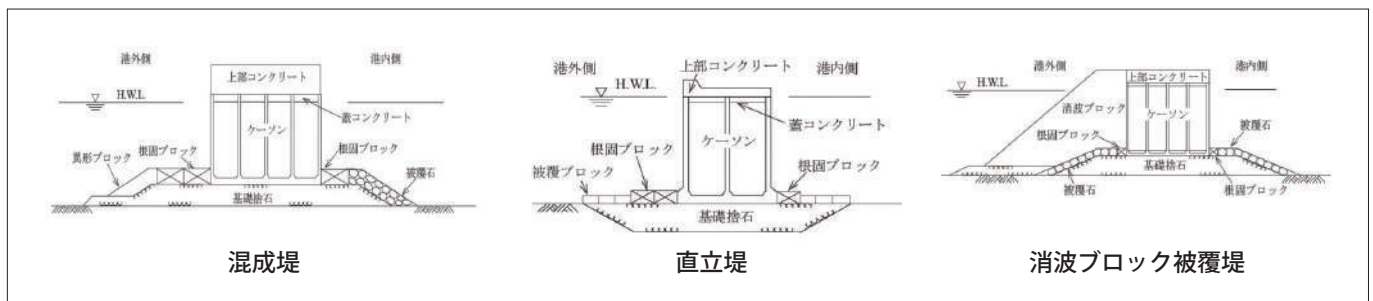 港外側
港内側
上部コンクリート
H.W.L.
蓋コンクリート
ケーソン
異形ブロック
根固ブロック
根固ブロック
被覆石
基礎捨石
混成堤
港外側
上部コンクリート
港内側
H.W.L.
蓋コンクリート
ケーソン
根固ブロック
被覆ブロック
根固ブロック
基礎捨石
直立堤
港外側
港内側
H.W.L.
上部コンクリート
消波ブロック
ケーソン
根固ブロック
被覆石
被覆石
基礎捨石
根固ブロック
消波ブロック被覆堤